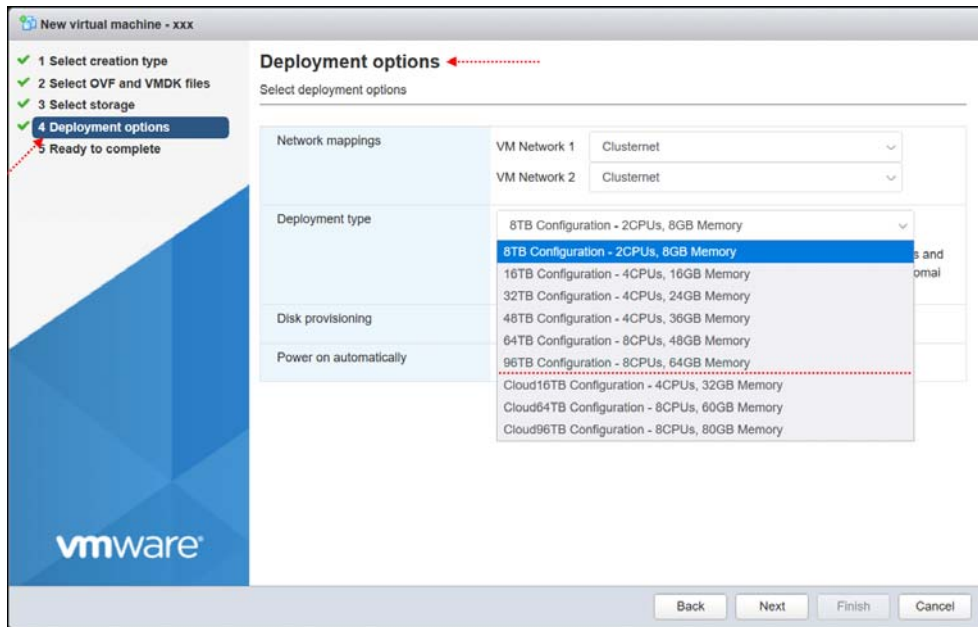 New virtual machine - xxx
1 Select creation type
2 Select OVF and VMDK files
3 Select storage
4 Deployment options
5 Ready to complete
vmware®
Deployment options
Select deployment options
Network mappings
VM Network 1 Clusternet
VM Network 2 Clusternet
Deployment type
8TB Configuration - 2CPUs, 8GB Memory
8TB Configuration - 2CPUs, 8GB Memory
s and
16TB Configuration - 4CPUs, 16GB Memory
32TB Configuration - 4CPUs, 24GB Memory
48TB Configuration - 4CPUs, 36GB Memory
64TB Configuration - 8CPUs, 48GB Memory
96TB Configuration - 8CPUs, 64GB Memory
Cloud16TB Configuration - 4CPUs, 32GB Memory
Cloud64TB Configuration - 8CPUs, 60GB Memory
Cloud96TB Configuration - 8CPUs, 80GB Memory
Disk provisioning
Power on automatically
Back Next Finish Cancel